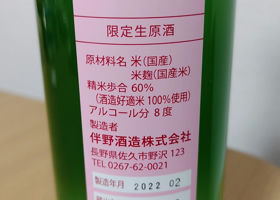 限定生原酒
原材料名 米(国産)
米麹(国産米)
精米歩合 60%
(酒造好適米100%使用)
アルコール分 8度
製造者
伴野酒造株式会社
長野県佐久市野沢123
TEL 0267-62-0021
製造年月 2022 02